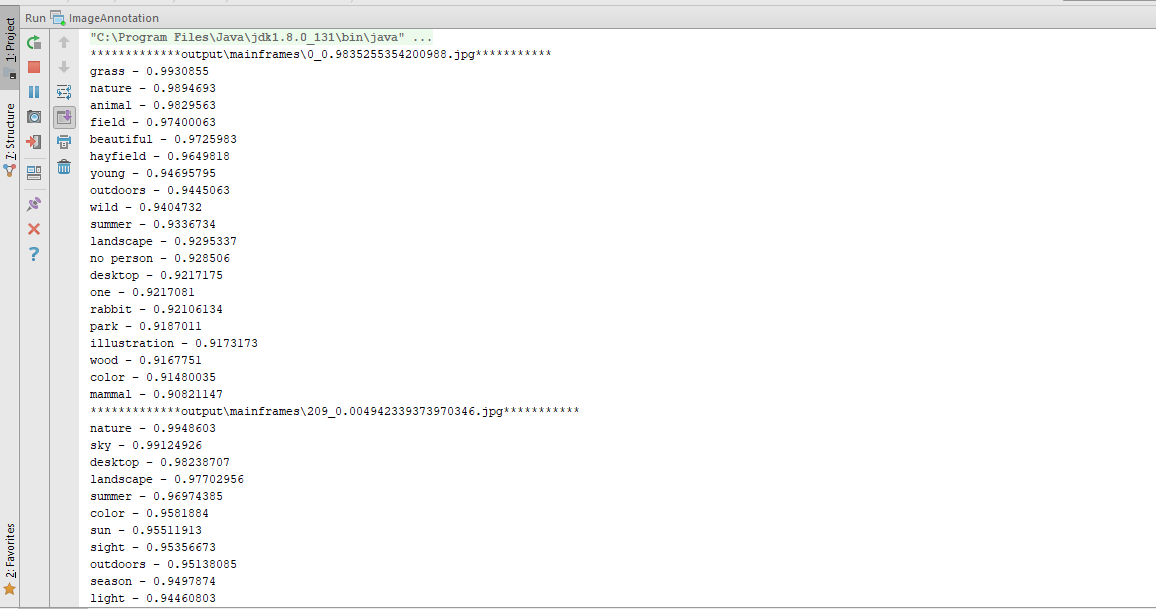 Run ImageAnnotation
1: Project
7: Structure
2: Favorites
"C:\Program Files\Java\jdk1.8.0_131\bin\java" ...
*************output\mainframes\0_0.9835255354200988.jpg***********
grass - 0.9930855
nature - 0.9894693
animal - 0.9829563
field - 0.97400063
beautiful - 0.9725983
hayfield - 0.9649818
young - 0.94695795
outdoors - 0.9445063
wild - 0.9404732
summer - 0.9336734
landscape - 0.9295337
no person - 0.928506
desktop - 0.9217175
one - 0.9217081
rabbit - 0.92106134
park - 0.9187011
illustration - 0.9173173
wood - 0.9167751
color - 0.91480035
mammal - 0.90821147
*************output\mainframes\209_0.004942339373970346.jpg***********
nature - 0.9948603
sky - 0.99124926
desktop - 0.98238707
landscape - 0.97702956
summer - 0.96974385
color - 0.9581884
sun - 0.95511913
sight - 0.95356673
outdoors - 0.95138085
season - 0.9497874
light - 0.94460803